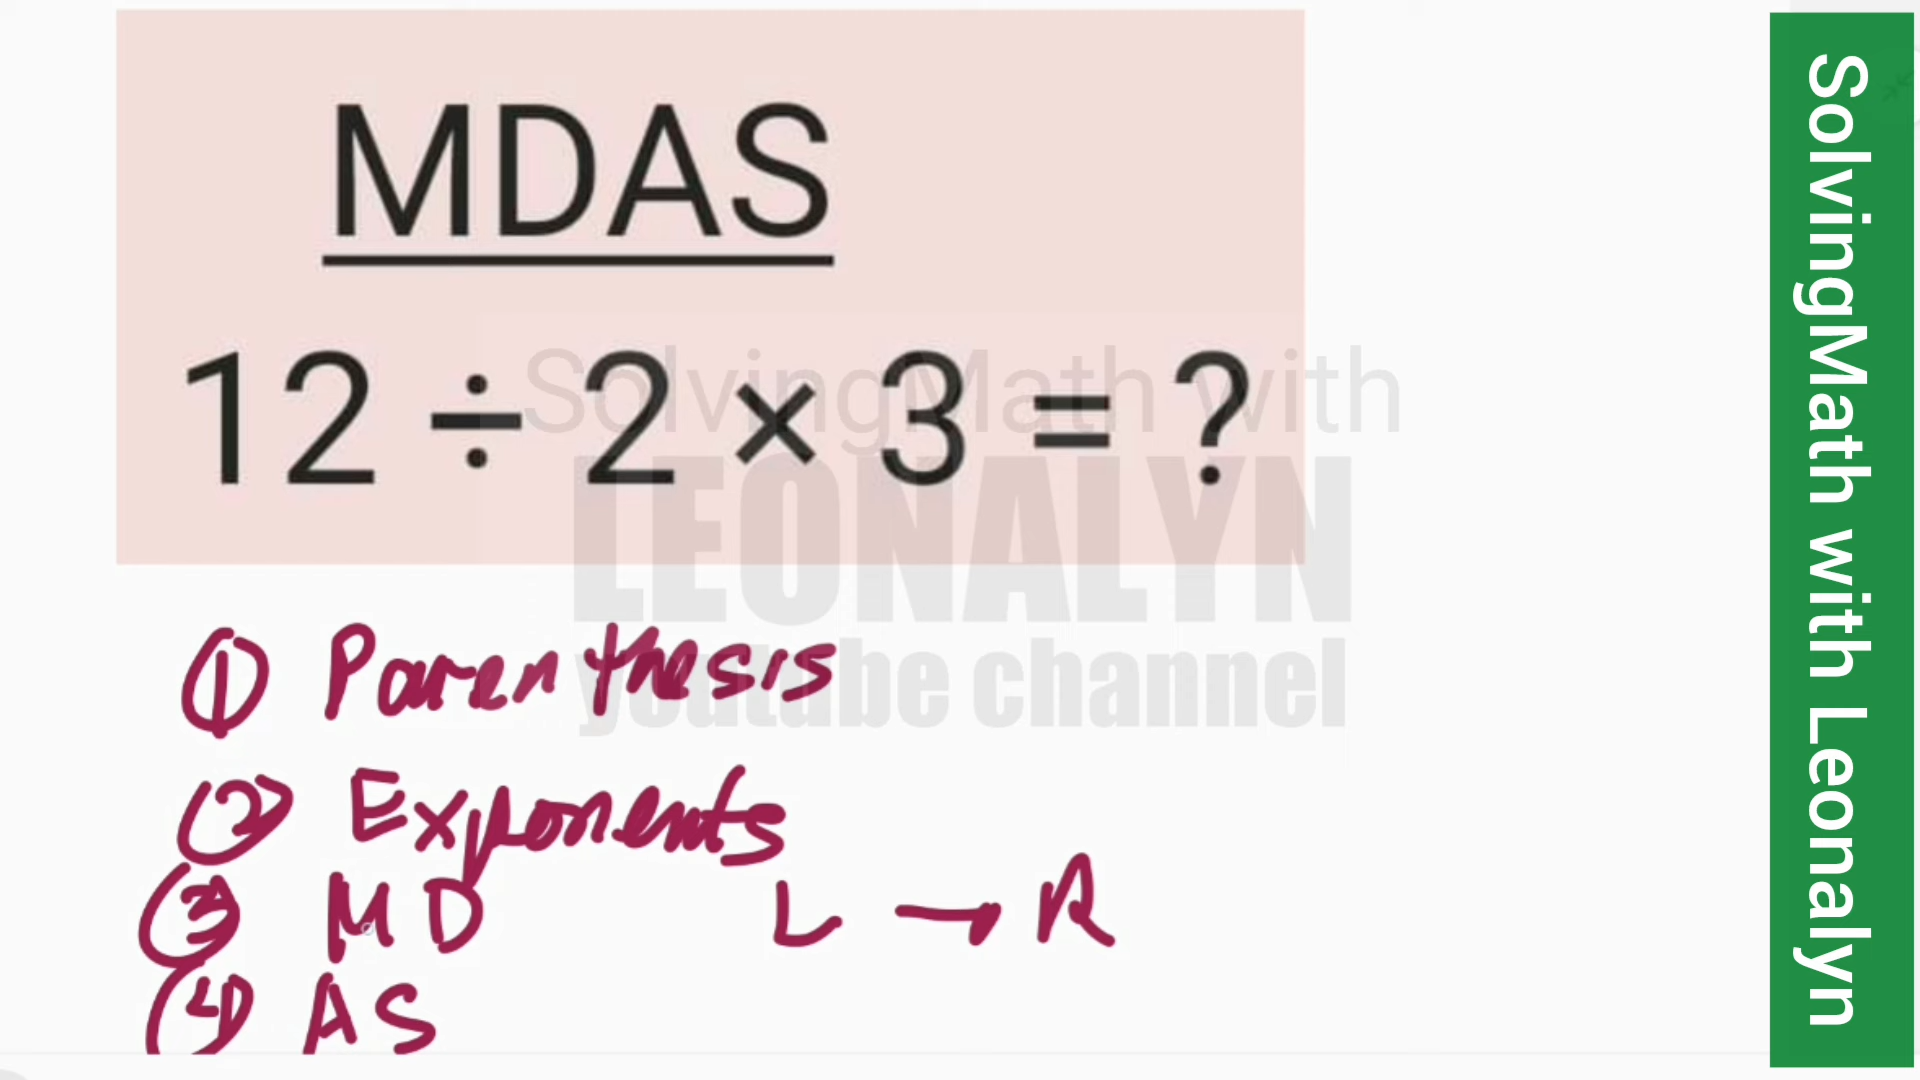 MDAS
12 ÷ 2 × 3 = ?
SolvingMath with
LEONALYN
youtube channel
① Parenthesis
② Exponents
③ MD L → R
④ AS
SolvingMath with Leonalyn